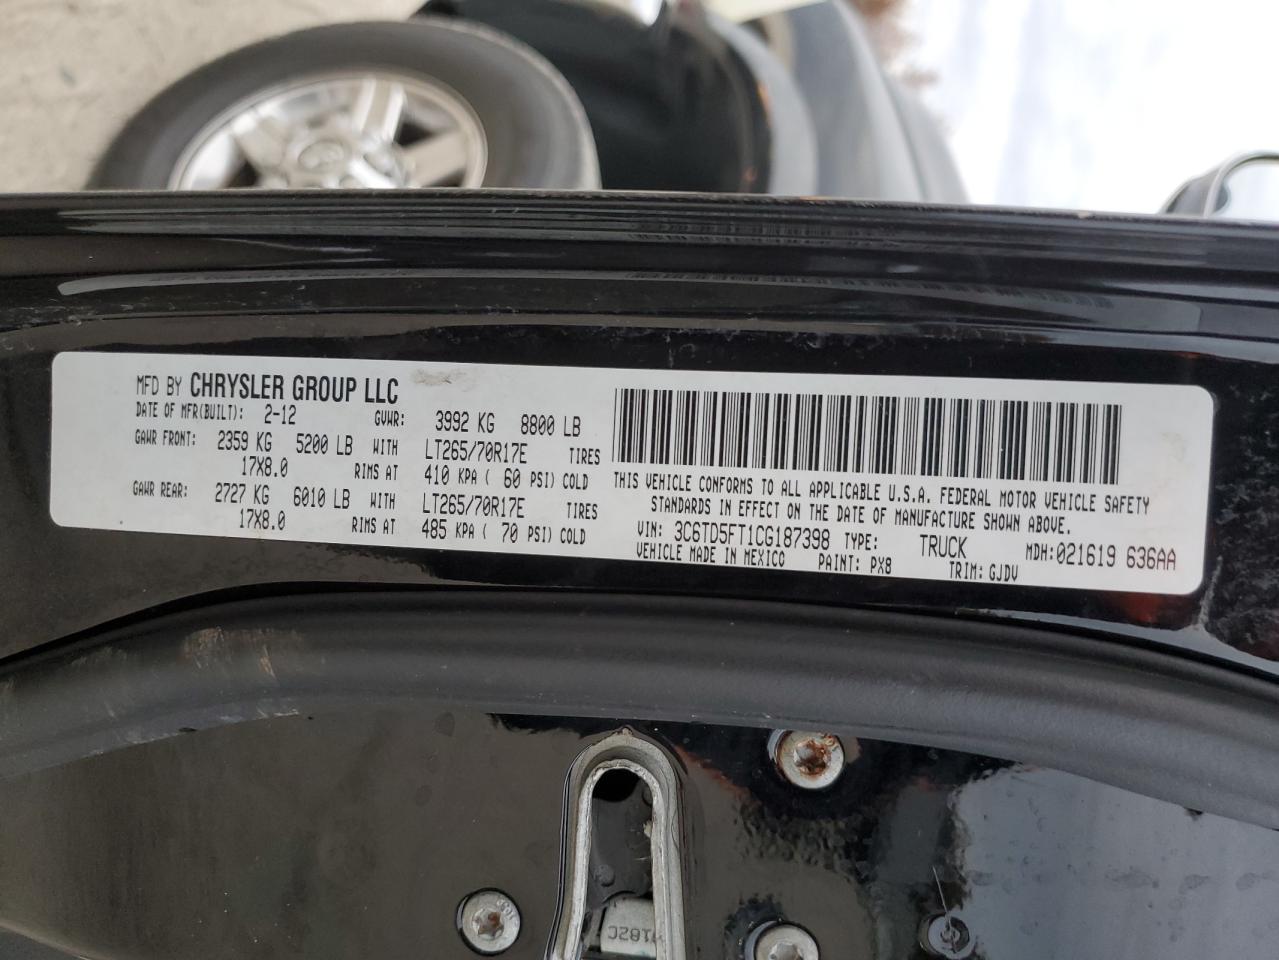 MFD BY CHRYSLER GROUP LLC
DATE OF MFR(BUILT): 2-12 GVWR: 3992 KG 8800 LB
GAWR FRONT: 2359 KG 5200 LB WITH LT265/70R17E TIRES
17X8.0 RIMS AT 410 KPA ( 60 PSI) COLD
GAWR REAR: 2727 KG 6010 LB WITH LT265/70R17E TIRES
17X8.0 RIMS AT 485 KPA ( 70 PSI) COLD
THIS VEHICLE CONFORMS TO ALL APPLICABLE U.S.A. FEDERAL MOTOR VEHICLE SAFETY
STANDARDS IN EFFECT ON THE DATE OF MANUFACTURE SHOWN ABOVE.
VIN: 3C6TD5FT1CG187398 TYPE: TRUCK MDH:021619 636AA
VEHICLE MADE IN MEXICO PAINT: PX8 TRIM: GJDV